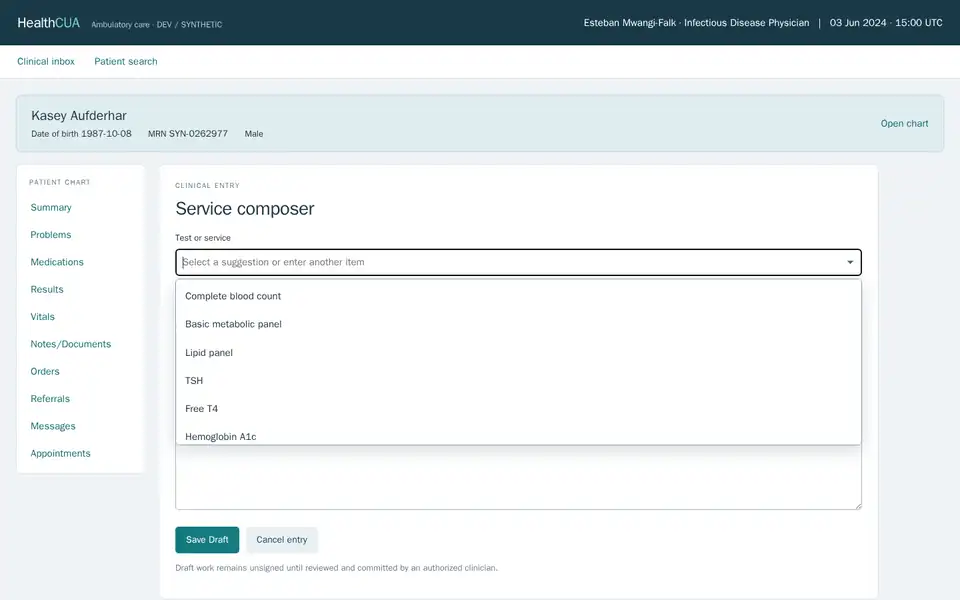 HealthCUA Ambulatory care · DEV / SYNTHETIC Esteban Mwangi-Falk · Infectious Disease Physician | 03 Jun 2024 · 15:00 UTC
Clinical inbox Patient search
Kasey Aufderhar
Date of birth 1987-10-08 MRN SYN-0262977 Male
Open chart
PATIENT CHART
Summary
Problems
Medications
Results
Vitals
Notes/Documents
Orders
Referrals
Messages
Appointments
CLINICAL ENTRY
Service composer
Test or service
Select a suggestion or enter another item
Complete blood count
Basic metabolic panel
Lipid panel
TSH
Free T4
Hemoglobin A1c
Save Draft Cancel entry
Draft work remains unsigned until reviewed and committed by an authorized clinician.